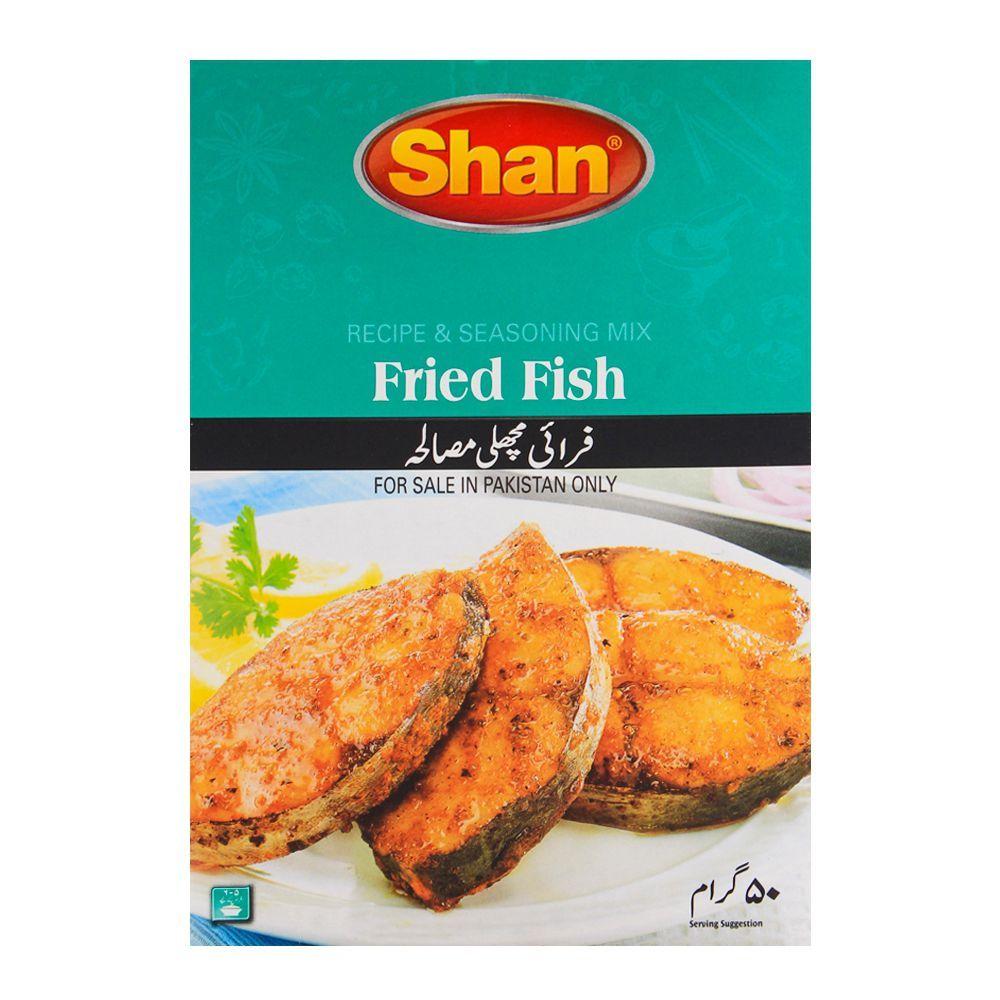 Shan®
RECIPE & SEASONING MIX
Fried Fish
فرائی مچھلی مصالحہ
FOR SALE IN PAKISTAN ONLY
۵۰ گرام
Serving Suggestion